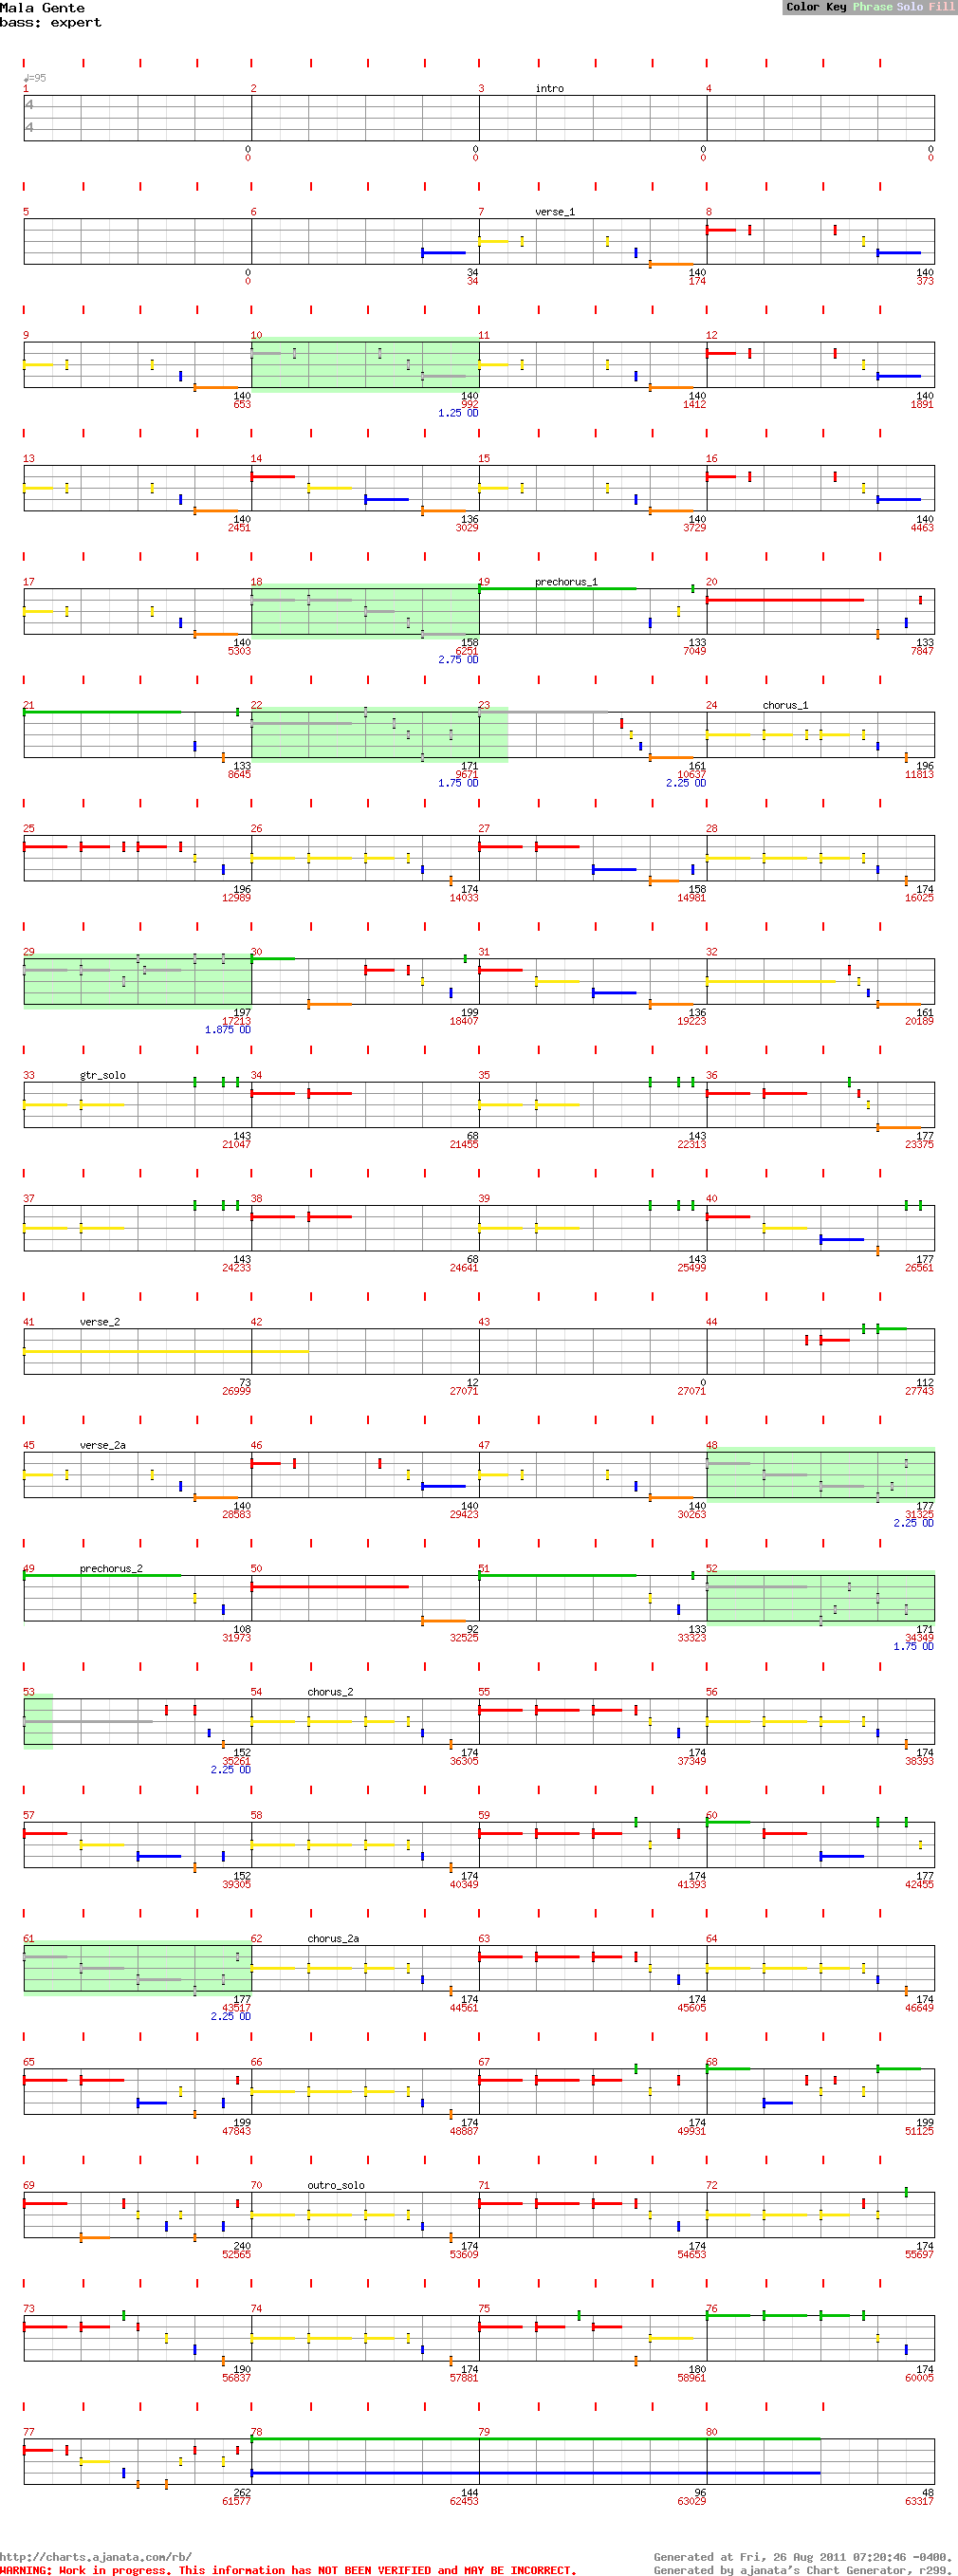 Mala Gente Color Key Phrase Solo Fill
bass: expert
♩=95
1 2 3 intro 4
4
4
0 0 0 0
0 0 0 0
5 6 7 verse_1 8
0 34 140 140
0 34 174 373
9 10 11 12
140 140 140 140
653 992 1412 1891
1.25 OD
13 14 15 16
140 136 140 140
2451 3029 3729 4463
17 18 19 prechorus_1 20
140 158 133 133
5303 6251 7049 7847
2.75 OD
21 22 23 24 chorus_1
133 171 161 196
8645 9671 10637 11813
1.75 OD 2.25 OD
25 26 27 28
196 174 158 174
12989 14033 14981 16025
29 30 31 32
197 199 136 161
17213 18407 19223 20189
1.875 OD
33 gtr_solo 34 35 36
143 68 143 177
21047 21455 22313 23375
37 38 39 40
143 68 143 177
24233 24641 25499 26561
41 verse_2 42 43 44
73 12 0 112
26999 27071 27071 27743
45 verse_2a 46 47 48
140 140 140 177
28583 29423 30263 31325
2.25 OD
49 prechorus_2 50 51 52
108 92 133 171
31973 32525 33323 34349
1.75 OD
53 54 chorus_2 55 56
152 174 174 174
35261 36305 37349 38393
2.25 OD
57 58 59 60
152 174 174 177
39305 40349 41393 42455
61 62 chorus_2a 63 64
177 174 174 174
43517 44561 45605 46649
2.25 OD
65 66 67 68
199 174 174 199
47843 48887 49931 51125
69 70 outro_solo 71 72
240 174 174 174
52565 53609 54653 55697
73 74 75 76
190 174 180 174
56837 57881 58961 60005
77 78 79 80
262 144 96 48
61577 62453 63029 63317
http://charts.ajanata.com/rb/ Generated at Fri, 26 Aug 2011 07:20:46 -0400.
WARNING: Work in progress. This information has NOT BEEN VERIFIED and MAY BE INCORRECT. Generated by ajanata's Chart Generator, r299.